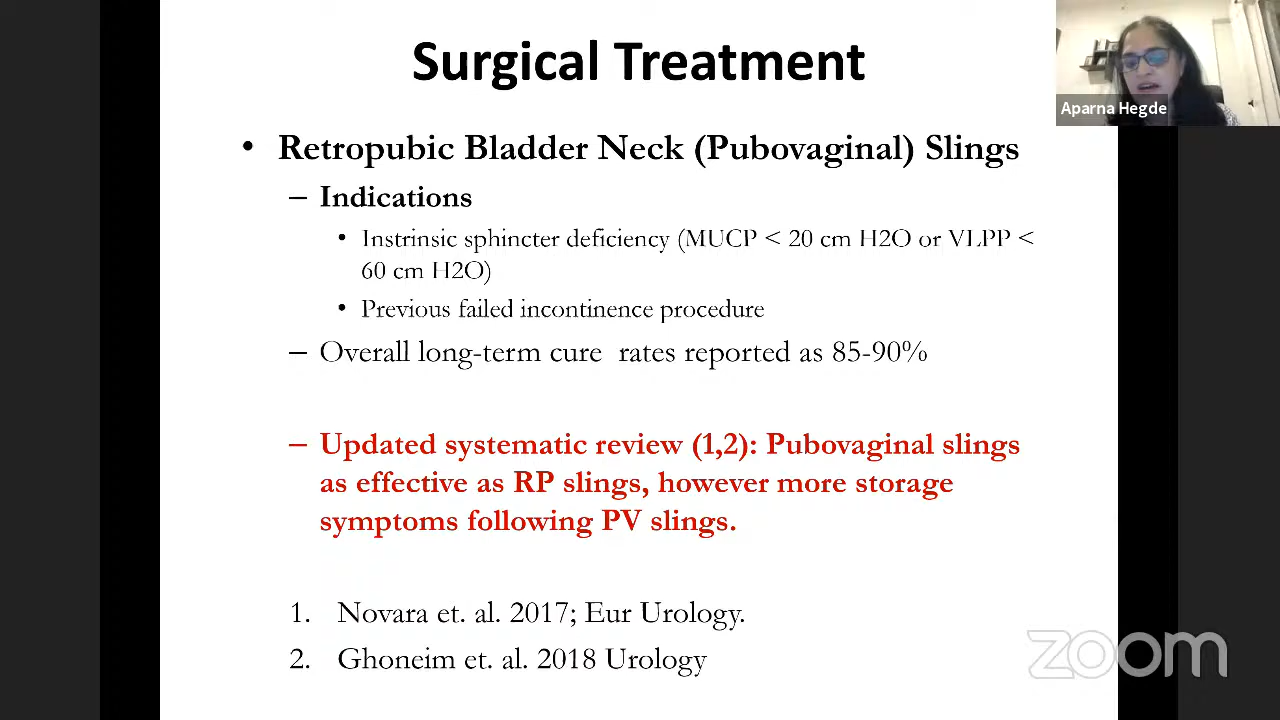 Surgical Treatment
Aparna Hegde
• Retropubic Bladder Neck (Pubovaginal) Slings
– Indications
• Instrinsic sphincter deficiency (MUCP < 20 cm H2O or VLPP <
60 cm H2O)
• Previous failed incontinence procedure
– Overall long-term cure rates reported as 85-90%
– Updated systematic review (1,2): Pubovaginal slings
as effective as RP slings, however more storage
symptoms following PV slings.
1. Novara et. al. 2017; Eur Urology.
2. Ghoneim et. al. 2018 Urology
zoom